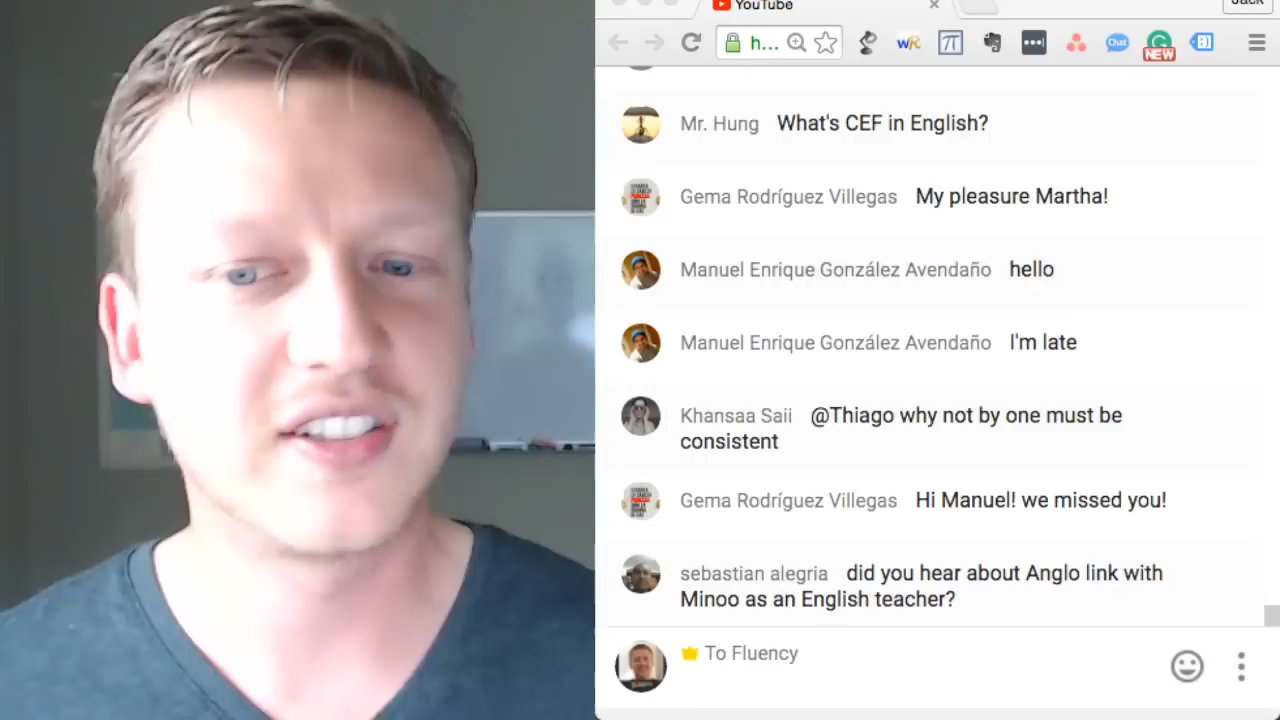 YouTube
Jack
h...
WR
π
Chat
NEW
Mr. Hung What's CEF in English?
Gema Rodríguez Villegas My pleasure Martha!
Manuel Enrique González Avendaño hello
Manuel Enrique González Avendaño I'm late
Khansaa Saii @Thiago why not by one must be
consistent
Gema Rodríguez Villegas Hi Manuel! we missed you!
sebastian alegria did you hear about Anglo link with
Minoo as an English teacher?
To Fluency